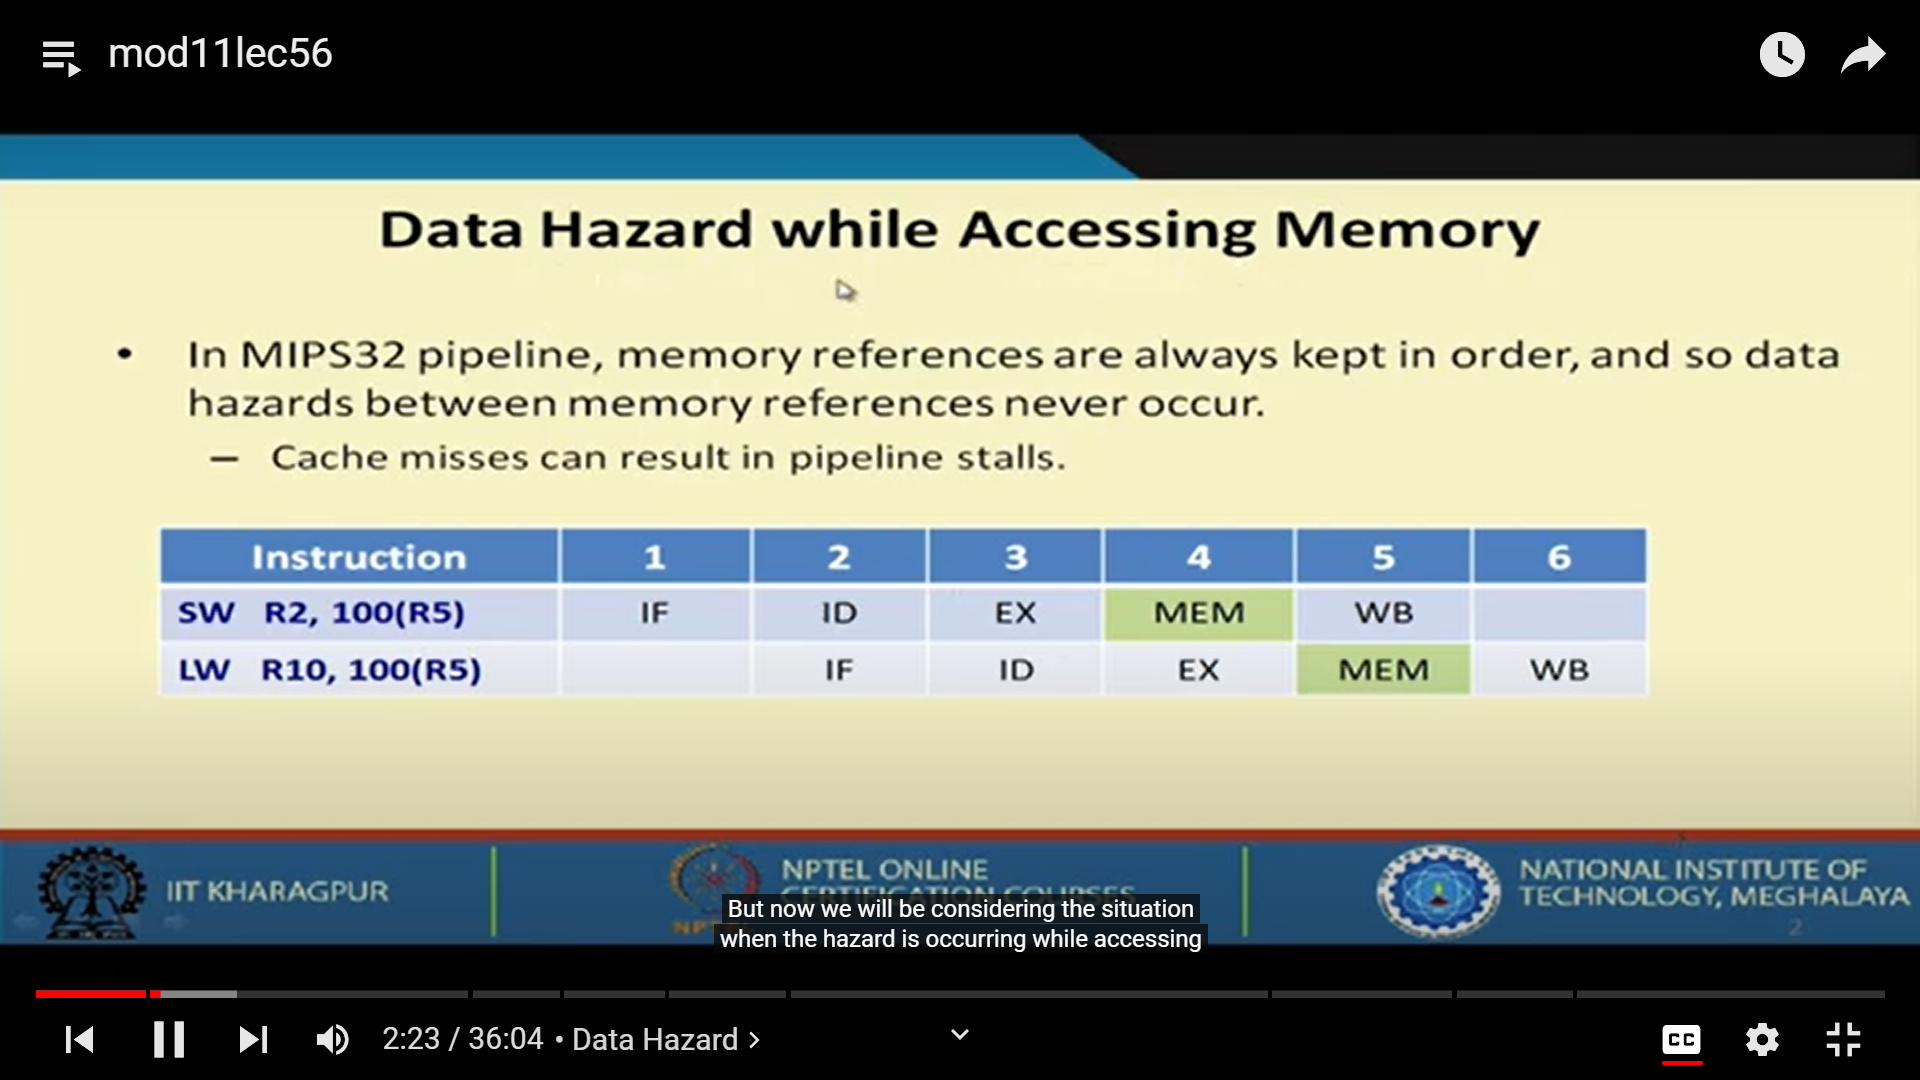 mod11lec56
Data Hazard while Accessing Memory
• In MIPS32 pipeline, memory references are always kept in order, and so data
hazards between memory references never occur.
– Cache misses can result in pipeline stalls.
Instruction 1 2 3 4 5 6
SW R2, 100(R5) IF ID EX MEM WB
LW R10, 100(R5) IF ID EX MEM WB
IIT KHARAGPUR
NPTEL ONLINE
CERTIFICATION COURSES
NATIONAL INSTITUTE OF
TECHNOLOGY, MEGHALAYA
2
But now we will be considering the situation
when the hazard is occurring while accessing
2:23 / 36:04 • Data Hazard >
CC